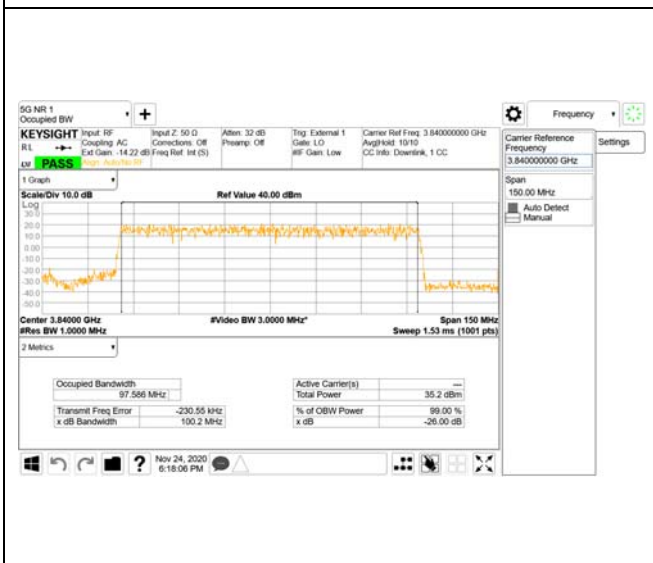 5G NR 1
Occupied BW
Frequency
KEYSIGHT
RL
PASS
Input: RF
Coupling: AC
Ext Gain: -14.22 dB
Align: Auto/No RF
Input Z: 50 Ω
Corrections: Off
Freq Ref: Int (S)
Atten: 32 dB
Preamp: Off
Trig: External 1
Gate: LO
#IF Gain: Low
Carrier Ref Freq: 3.840000000 GHz
Avg|Hold: 10/10
CC Info: Downlink, 1 CC
Carrier Reference
Frequency
3.840000000 GHz
Settings
Span
150.00 MHz
Auto Detect
Manual
1 Graph
Scale/Div 10.0 dB
Ref Value 40.00 dBm
Log
30.0
20.0
10.0
0.00
-10.0
-20.0
-30.0
-40.0
-50.0
Center 3.84000 GHz
#Video BW 3.0000 MHz*
Span 150 MHz
#Res BW 1.0000 MHz
Sweep 1.53 ms (1001 pts)
2 Metrics
Occupied Bandwidth
97.586 MHz
Active Carrier(s) ---
Total Power 35.2 dBm
Transmit Freq Error -230.55 kHz
x dB Bandwidth 100.2 MHz
% of OBW Power 99.00 %
x dB -26.00 dB
Nov 24, 2020
6:18:06 PM